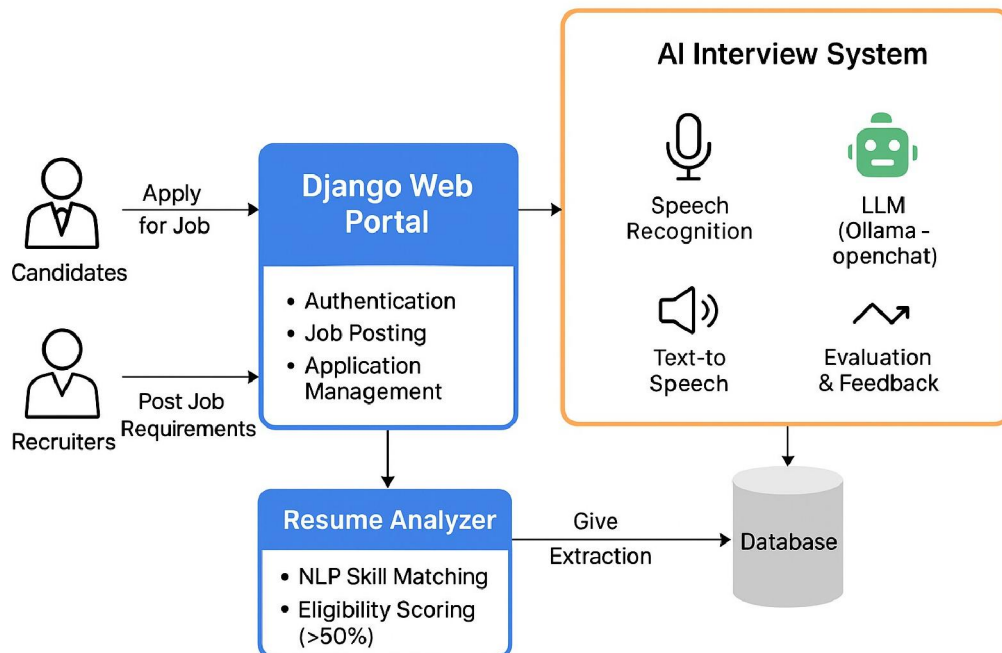 AI Interview System
Speech
Recognition
LLM
(Ollama -
openchat)
Text-to
Speech
Evaluation
& Feedback
Candidates
Apply
for Job
Recruiters
Post Job
Requirements
Django Web
Portal
• Authentication
• Job Posting
• Application
Management
Resume Analyzer
• NLP Skill Matching
• Eligibility Scoring
(>50%)
Give
Extraction
Database